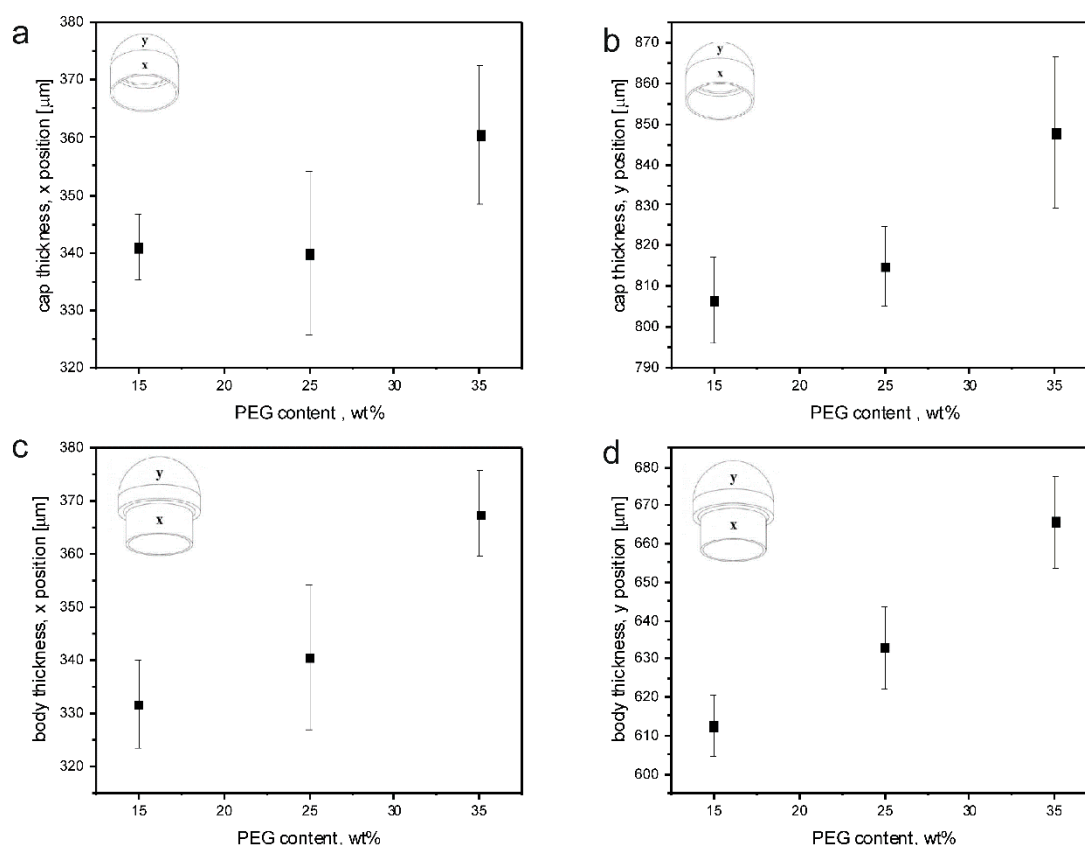 a
380
370
360
350
340
330
320
cap thickness, x position [µm]
y
x
15 20 25 30 35
PEG content , wt%
b
870
860
850
840
830
820
810
800
790
cap thickness, y position [µm]
y
x
15 20 25 30 35
PEG content , wt%
c
380
370
360
350
340
330
320
body thickness, x position [µm]
y
x
15 20 25 30 35
PEG content, wt%
d
680
670
660
650
640
630
620
610
600
body thickness, y position [µm]
y
x
15 20 25 30 35
PEG content, wt%